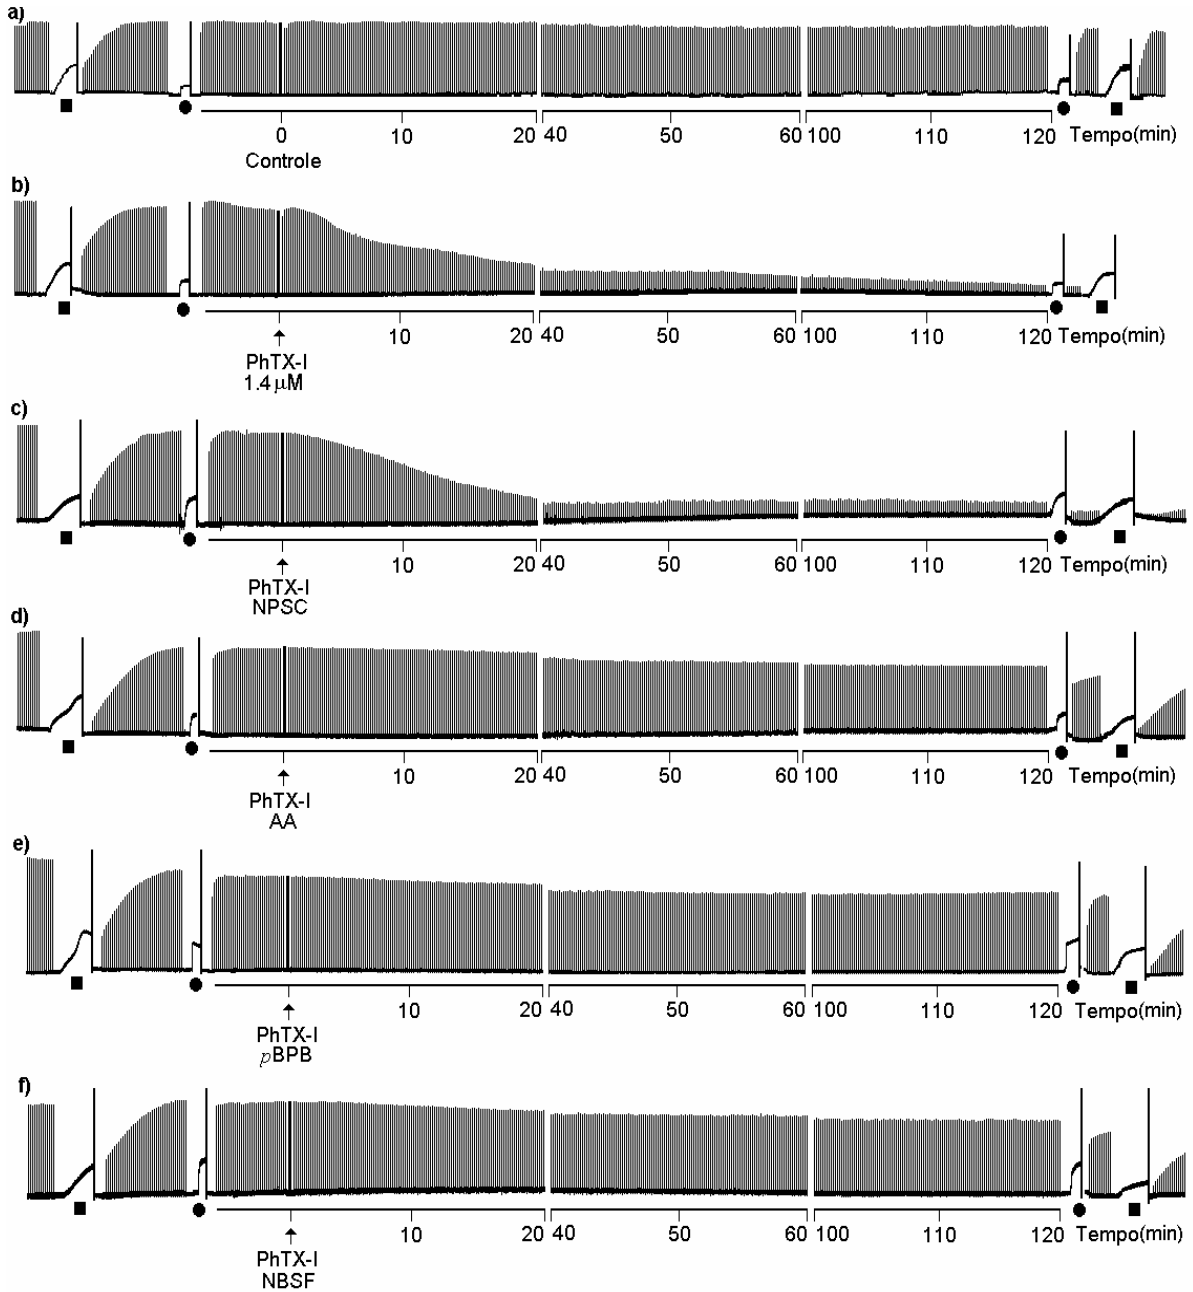 a)
0 10 20 40 50 60 100 110 120 Tempo(min)
Controle
b)
0 10 20 40 50 60 100 110 120 Tempo(min)
PhTX-I
1.4 μM
c)
10 20 40 50 60 100 110 120 Tempo(min)
PhTX-I
NPSC
d)
10 20 40 50 60 100 110 120 Tempo(min)
PhTX-I
AA
e)
10 20 40 50 60 100 110 120 Tempo(min)
PhTX-I
pBPB
f)
10 20 40 50 60 100 110 120 Tempo(min)
PhTX-I
NBSF